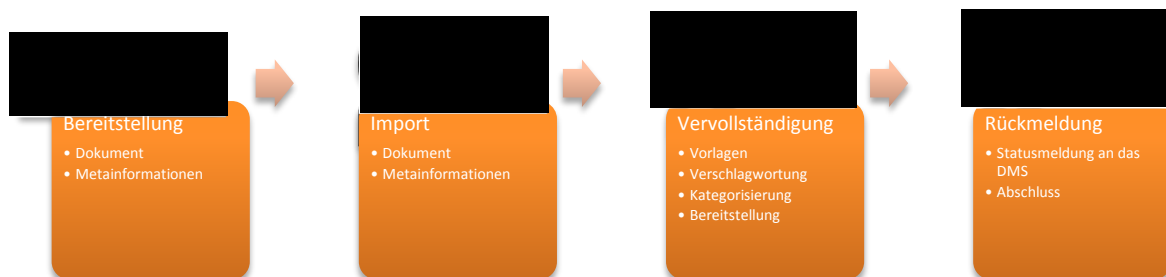 Bereitstellung
• Dokument
• Metainformationen
Import
• Dokument
• Metainformationen
Vervollständigung
• Vorlagen
• Verschlagwortung
• Kategorisierung
• Bereitstellung
Rückmeldung
• Statusmeldung an das
DMS
• Abschluss